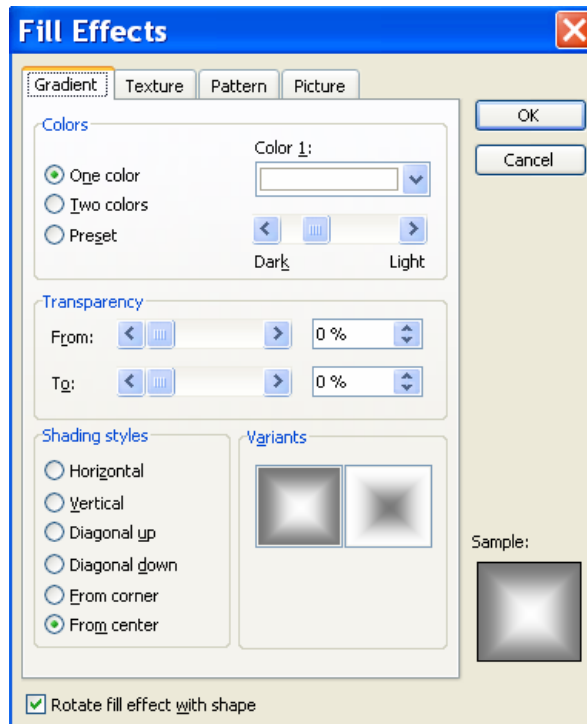 Fill Effects
Gradient Texture Pattern Picture
OK
Cancel
Colors
Color 1:
One color
Two colors
Preset
Dark Light
Transparency
From: 0 %
To: 0 %
Shading styles
Variants
Horizontal
Vertical
Diagonal up
Diagonal down
From corner
From center
Sample:
Rotate fill effect with shape